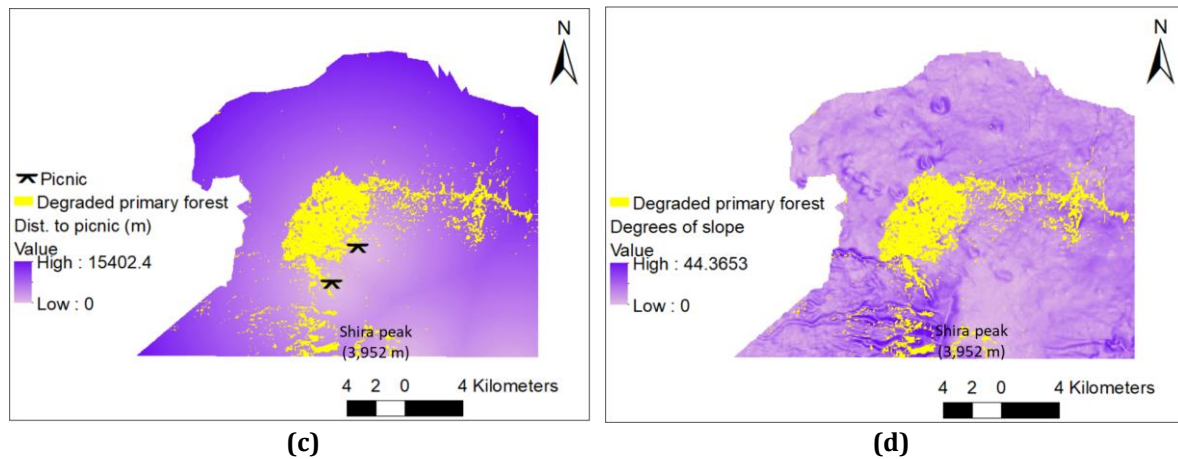 N
Picnic
Degraded primary forest
Dist. to picnic (m)
Value
High : 15402.4
Low : 0
Shira peak
(3,952 m)
4 2 0 4 Kilometers
(c)
N
Degraded primary forest
Degrees of slope
Value
High : 44.3653
Low : 0
Shira peak
(3,952 m)
4 2 0 4 Kilometers
(d)